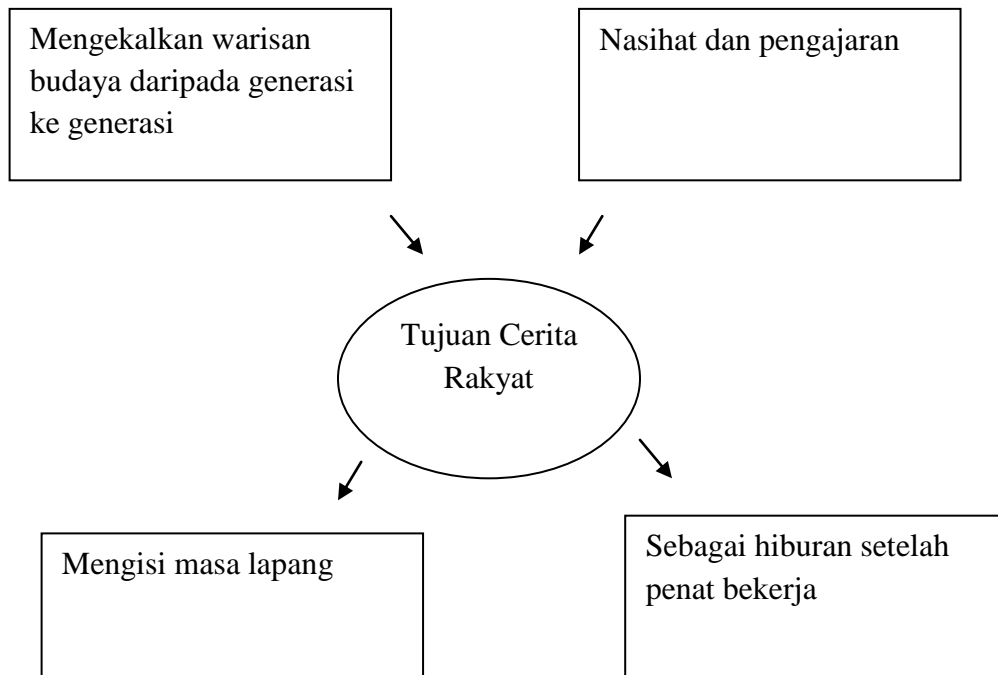 Mengekalkan warisan
budaya daripada generasi
ke generasi
Nasihat dan pengajaran
Tujuan Cerita
Rakyat
Mengisi masa lapang
Sebagai hiburan setelah
penat bekerja